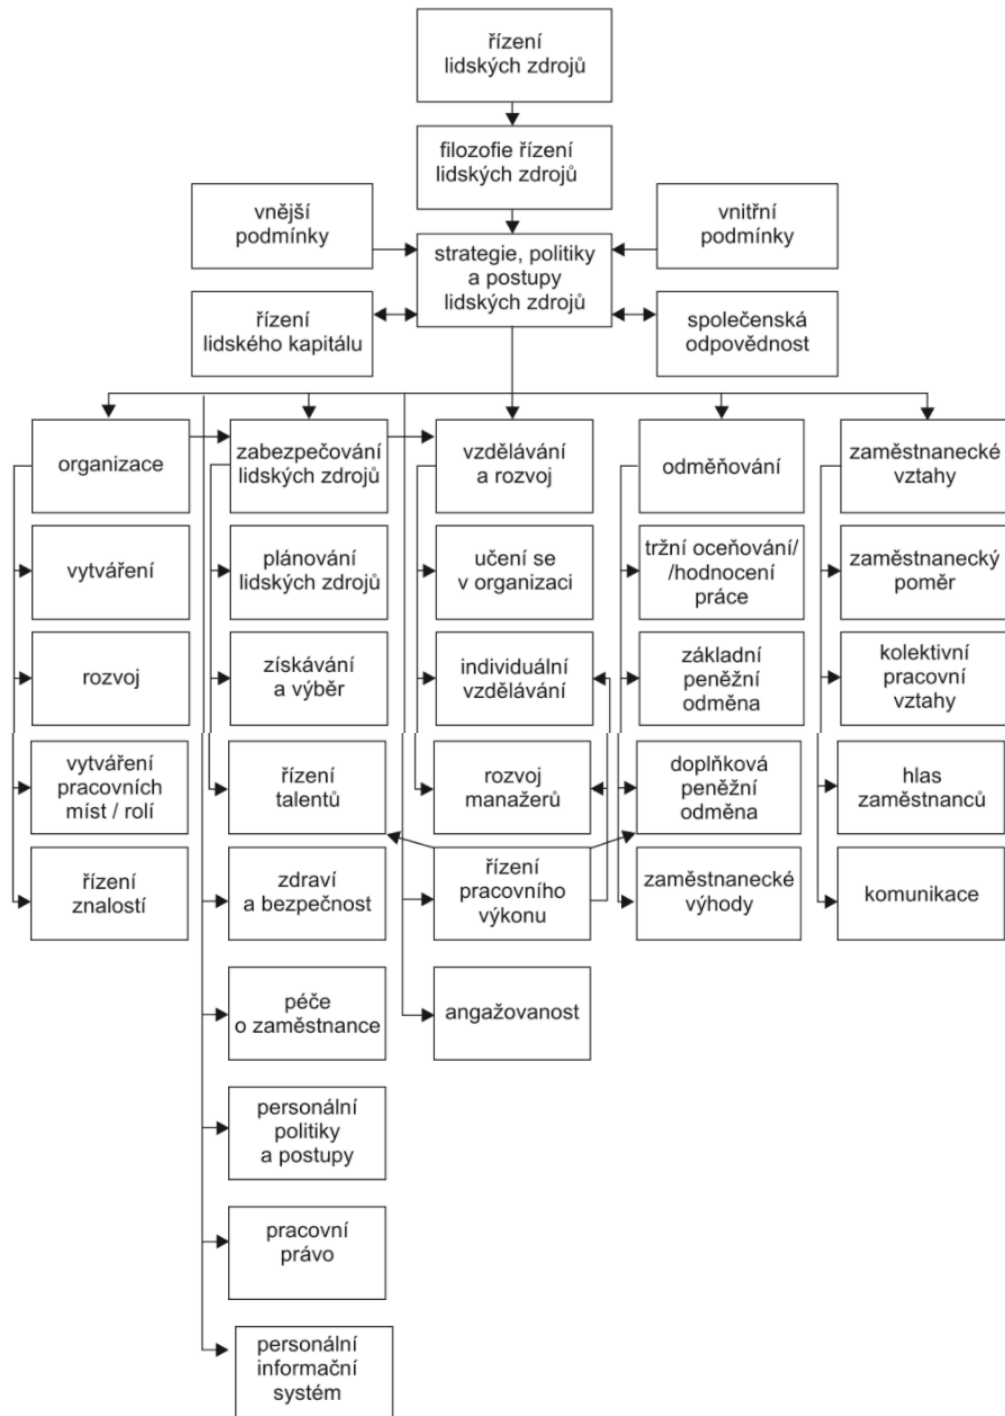 řízení
lidských zdrojů
filozofie řízení
lidských zdrojů
vnější
podmínky
vnitřní
podmínky
strategie, politiky
a postupy
lidských zdrojů
řízení
lidského kapitálu
společenská
odpovědnost
organizace
zabezpečování
lidských zdrojů
vzdělávání
a rozvoj
odměňování
zaměstnanecké
vztahy
vytváření
plánování
lidských zdrojů
učení se
v organizaci
tržní oceňování/
/hodnocení
práce
zaměstnanecký
poměr
rozvoj
získávání
a výběr
individuální
vzdělávání
základní
peněžní
odměna
kolektivní
pracovní
vztahy
vytváření
pracovních
míst / rolí
řízení
talentů
rozvoj
manažerů
doplňková
peněžní
odměna
hlas
zaměstnanců
řízení
znalostí
zdraví
a bezpečnost
řízení
pracovního
výkonu
zaměstnanecké
výhody
komunikace
péče
o zaměstnance
angažovanost
personální
politiky
a postupy
pracovní
právo
personální
informační
systém